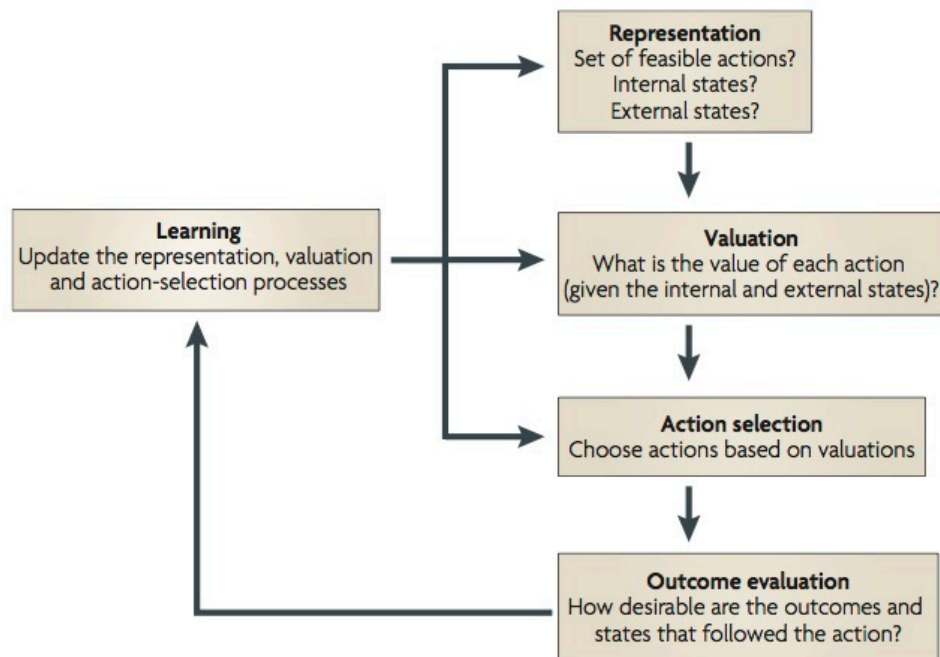 Representation
Set of feasible actions?
Internal states?
External states?
Learning
Update the representation, valuation
and action-selection processes
Valuation
What is the value of each action
(given the internal and external states)?
Action selection
Choose actions based on valuations
Outcome evaluation
How desirable are the outcomes and
states that followed the action?